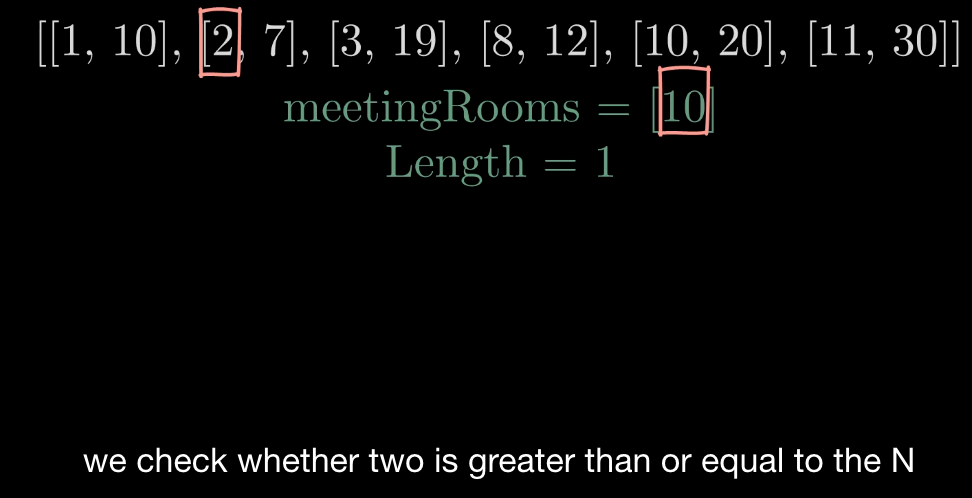 [[1, 10], [2, 7], [3, 19], [8, 12], [10, 20], [11, 30]]
meetingRooms = [10]
Length = 1
we check whether two is greater than or equal to the N